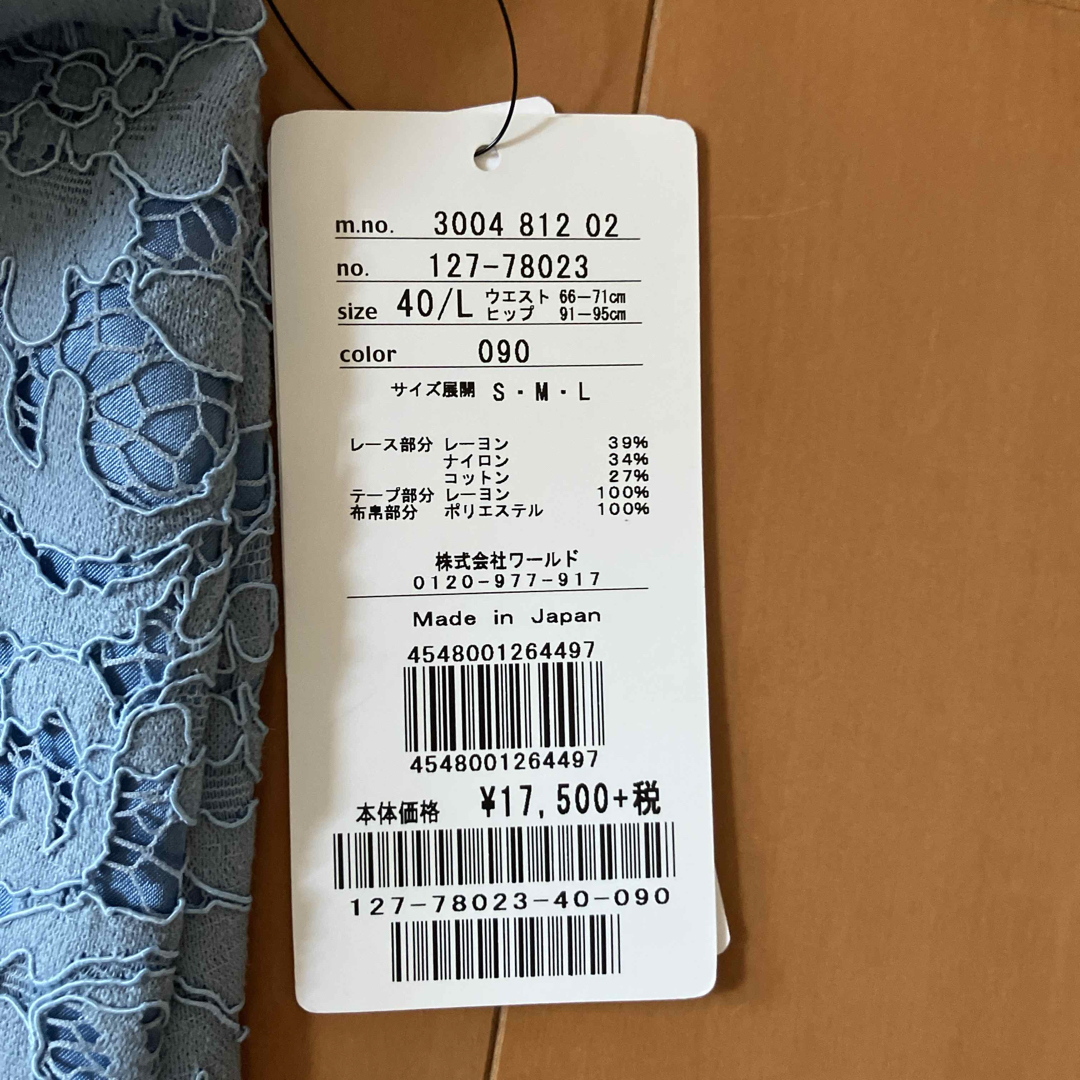 m.no. 3004 812 02
no. 127-78023
size 40/L ウエスト 66−71cm
ヒップ 91−95cm
color 090
サイズ展開 S・M・L
レース部分 レーヨン 39%
ナイロン 34%
コットン 27%
テープ部分 レーヨン 100%
布帛部分 ポリエステル 100%
株式会社ワールド
0120-977-917
Made in Japan
4548001264497
4548001264497
本体価格 ¥17,500+税
127-78023-40-090